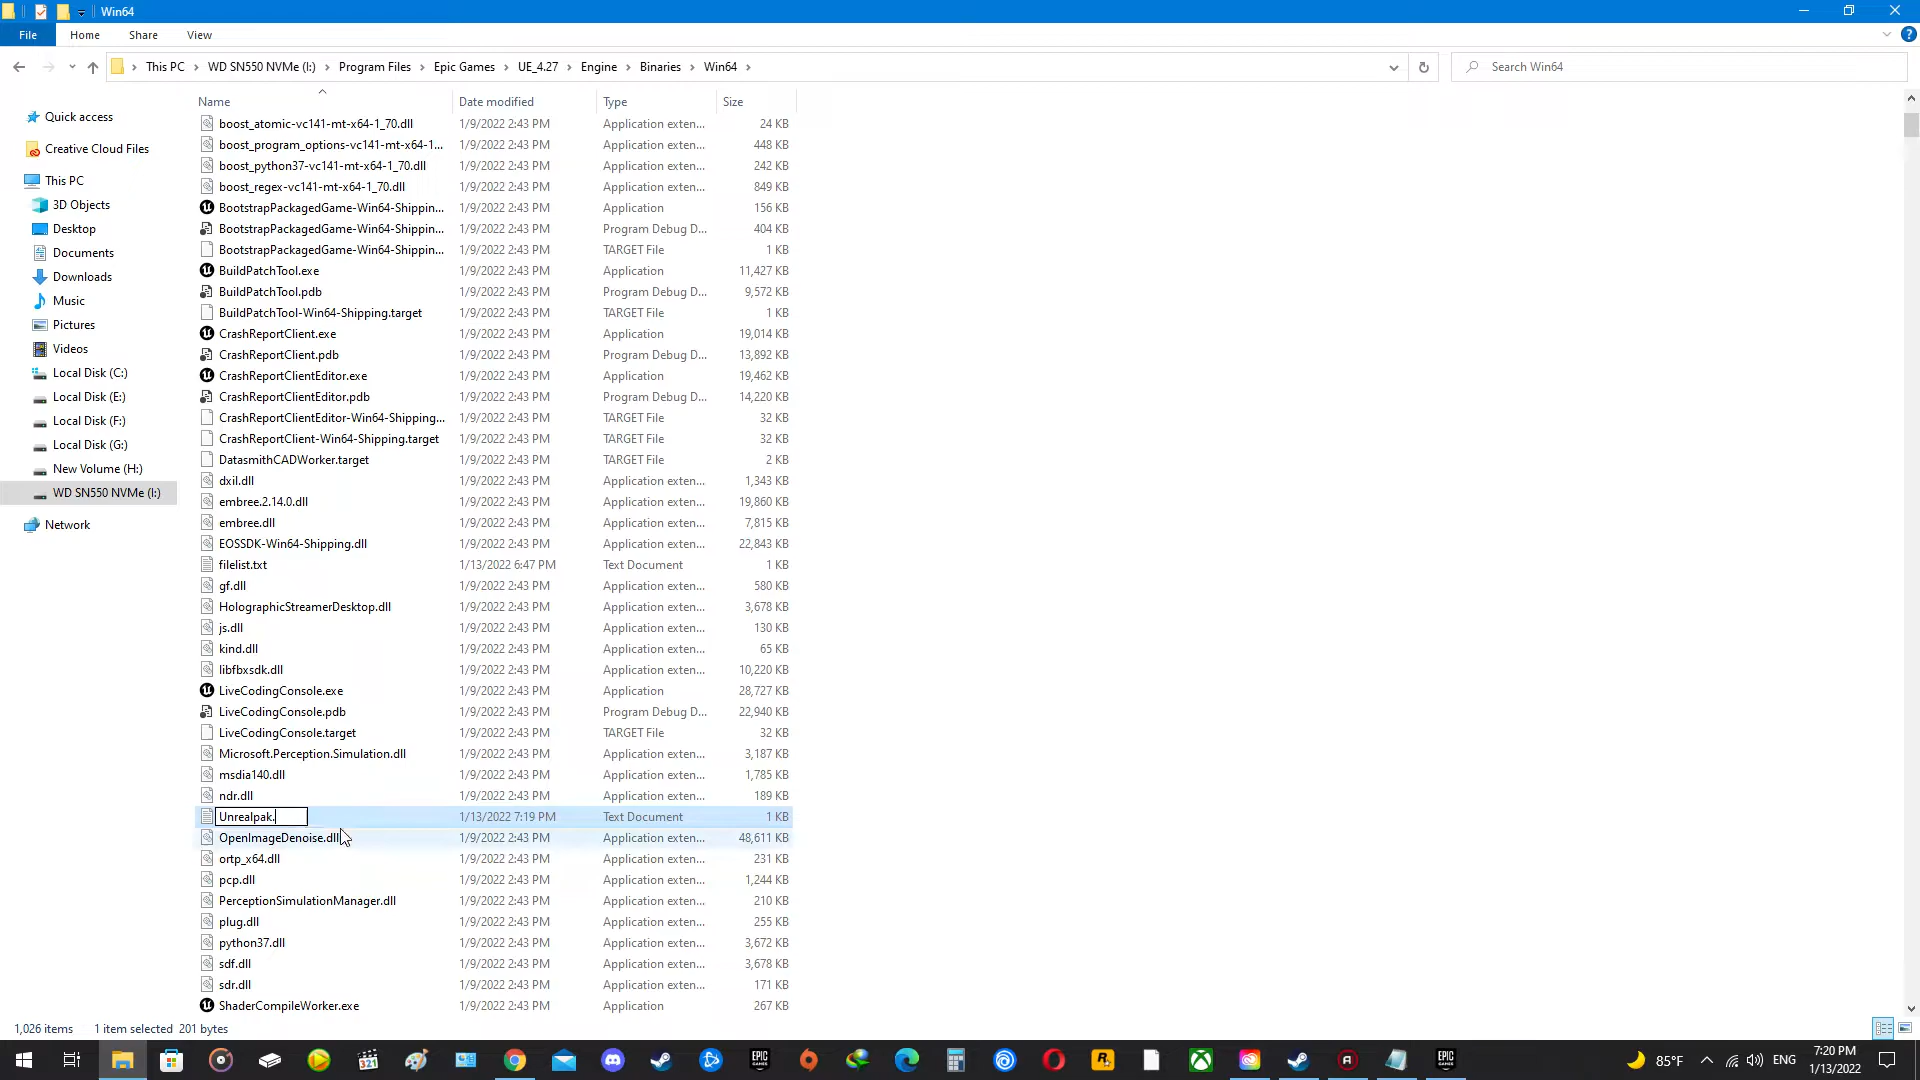 Win64
File Home Share View
This PC WD SN550 NVMe (I:) Program Files Epic Games UE_4.27 Engine Binaries Win64
Search Win64
Name Date modified Type Size
Quick access
Creative Cloud Files
This PC
3D Objects
Desktop
Documents
Downloads
Music
Pictures
Videos
Local Disk (C:)
Local Disk (E:)
Local Disk (F:)
Local Disk (G:)
New Volume (H:)
WD SN550 NVMe (I:)
Network
boost_atomic-vc141-mt-x64-1_70.dll 1/9/2022 2:43 PM Application exten... 24 KB
boost_program_options-vc141-mt-x64-1... 1/9/2022 2:43 PM Application exten... 448 KB
boost_python37-vc141-mt-x64-1_70.dll 1/9/2022 2:43 PM Application exten... 242 KB
boost_regex-vc141-mt-x64-1_70.dll 1/9/2022 2:43 PM Application exten... 849 KB
BootstrapPackagedGame-Win64-Shippin... 1/9/2022 2:43 PM Application 156 KB
BootstrapPackagedGame-Win64-Shippin... 1/9/2022 2:43 PM Program Debug D... 404 KB
BootstrapPackagedGame-Win64-Shippin... 1/9/2022 2:43 PM TARGET File 1 KB
BuildPatchTool.exe 1/9/2022 2:43 PM Application 11,427 KB
BuildPatchTool.pdb 1/9/2022 2:43 PM Program Debug D... 9,572 KB
BuildPatchTool-Win64-Shipping.target 1/9/2022 2:43 PM TARGET File 1 KB
CrashReportClient.exe 1/9/2022 2:43 PM Application 19,014 KB
CrashReportClient.pdb 1/9/2022 2:43 PM Program Debug D... 13,892 KB
CrashReportClientEditor.exe 1/9/2022 2:43 PM Application 19,462 KB
CrashReportClientEditor.pdb 1/9/2022 2:43 PM Program Debug D... 14,220 KB
CrashReportClientEditor-Win64-Shipping... 1/9/2022 2:43 PM TARGET File 32 KB
CrashReportClient-Win64-Shipping.target 1/9/2022 2:43 PM TARGET File 32 KB
DatasmithCADWorker.target 1/9/2022 2:43 PM TARGET File 2 KB
dxil.dll 1/9/2022 2:43 PM Application exten... 1,343 KB
embree.2.14.0.dll 1/9/2022 2:43 PM Application exten... 19,860 KB
embree.dll 1/9/2022 2:43 PM Application exten... 7,815 KB
EOSSDK-Win64-Shipping.dll 1/9/2022 2:43 PM Application exten... 22,843 KB
filelist.txt 1/13/2022 6:47 PM Text Document 1 KB
gf.dll 1/9/2022 2:43 PM Application exten... 580 KB
HolographicStreamerDesktop.dll 1/9/2022 2:43 PM Application exten... 3,678 KB
js.dll 1/9/2022 2:43 PM Application exten... 130 KB
kind.dll 1/9/2022 2:43 PM Application exten... 65 KB
libfbxsdk.dll 1/9/2022 2:43 PM Application exten... 10,220 KB
LiveCodingConsole.exe 1/9/2022 2:43 PM Application 28,727 KB
LiveCodingConsole.pdb 1/9/2022 2:43 PM Program Debug D... 22,940 KB
LiveCodingConsole.target 1/9/2022 2:43 PM TARGET File 32 KB
Microsoft.Perception.Simulation.dll 1/9/2022 2:43 PM Application exten... 3,187 KB
msdia140.dll 1/9/2022 2:43 PM Application exten... 1,785 KB
ndr.dll 1/9/2022 2:43 PM Application exten... 189 KB
Unrealpak. 1/13/2022 7:19 PM Text Document 1 KB
OpenImageDenoise.dll 1/9/2022 2:43 PM Application exten... 48,611 KB
ortp_x64.dll 1/9/2022 2:43 PM Application exten... 231 KB
pcp.dll 1/9/2022 2:43 PM Application exten... 1,244 KB
PerceptionSimulationManager.dll 1/9/2022 2:43 PM Application exten... 210 KB
plug.dll 1/9/2022 2:43 PM Application exten... 255 KB
python37.dll 1/9/2022 2:43 PM Application exten... 3,672 KB
sdf.dll 1/9/2022 2:43 PM Application exten... 3,678 KB
sdr.dll 1/9/2022 2:43 PM Application exten... 171 KB
ShaderCompileWorker.exe 1/9/2022 2:43 PM Application 267 KB
1,026 items 1 item selected 201 bytes
321
EPIC GAMES
EPIC GAMES
85°F
ENG
7:20 PM
1/13/2022